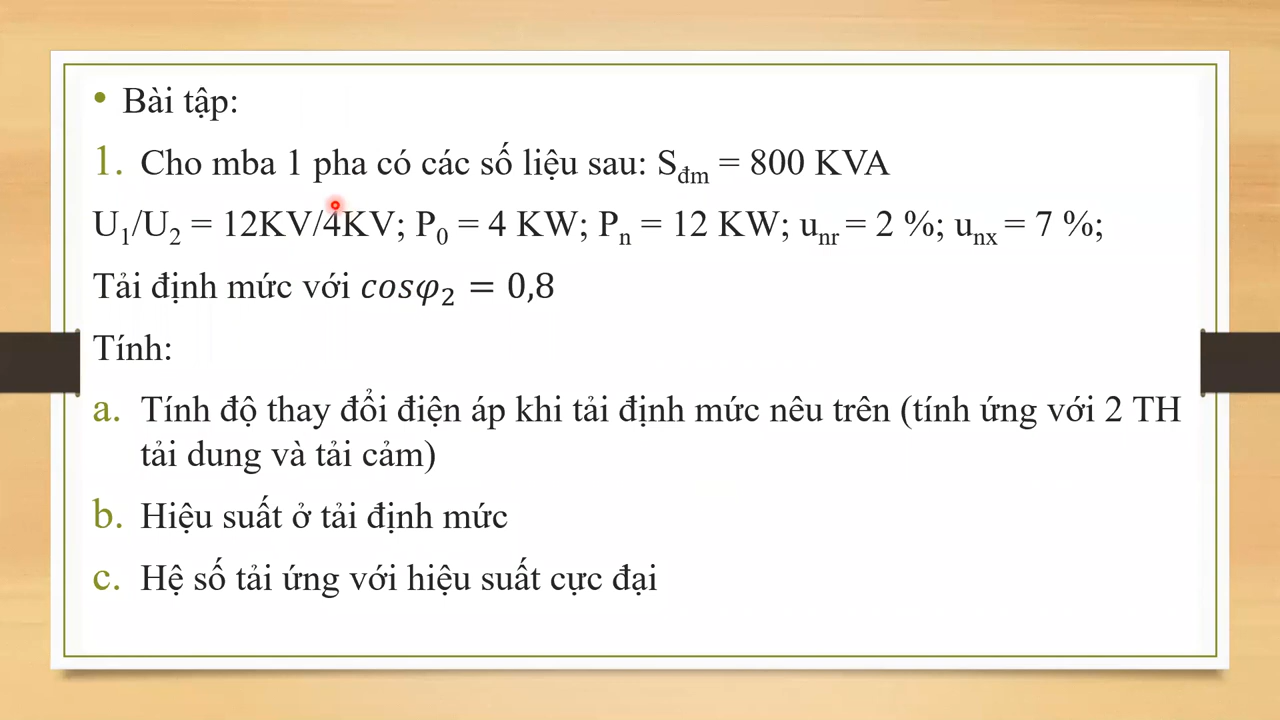 • Bài tập:
1. Cho mba 1 pha có các số liệu sau: Sđm = 800 KVA
U1/U2 = 12KV/4KV; P0 = 4 KW; Pn = 12 KW; unr = 2 %; unx = 7 %;
Tải định mức với cosφ2 = 0,8
Tính:
a. Tính độ thay đổi điện áp khi tải định mức nêu trên (tính ứng với 2 TH
tải dung và tải cảm)
b. Hiệu suất ở tải định mức
c. Hệ số tải ứng với hiệu suất cực đại